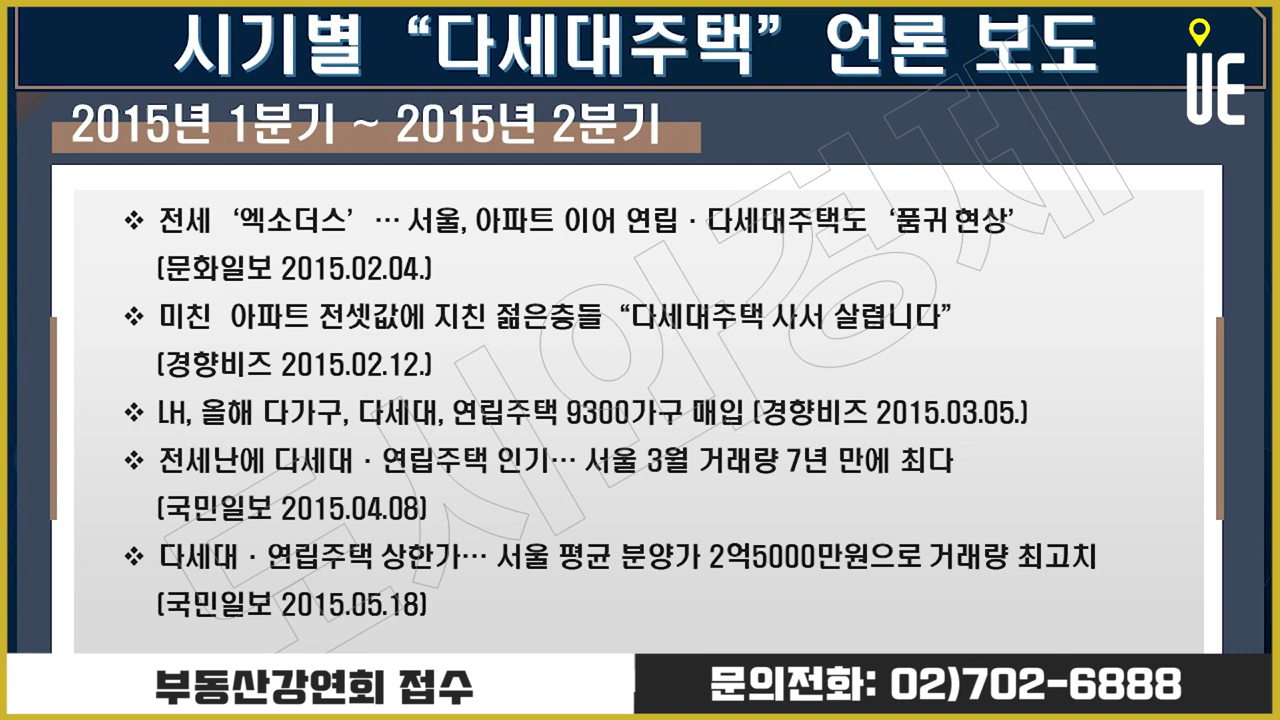 시기별 “다세대주택” 언론 보도
UE
2015년 1분기 ~ 2015년 2분기
❖ 전세 ‘엑소더스’ … 서울, 아파트 이어 연립 · 다세대주택도 ‘품귀 현상’
(문화일보 2015.02.04.)
❖ 미친 아파트 전셋값에 지친 젊은층들 “다세대주택 사서 살렵니다”
(경향비즈 2015.02.12.)
❖ LH, 올해 다가구, 다세대, 연립주택 9300가구 매입 (경향비즈 2015.03.05.)
❖ 전세난에 다세대 · 연립주택 인기… 서울 3월 거래량 7년 만에 최다
(국민일보 2015.04.08)
❖ 다세대 · 연립주택 상한가… 서울 평균 분양가 2억5000만원으로 거래량 최고치
(국민일보 2015.05.18)
도시와경제
부동산강연회 접수
문의전화: 02)702-6888